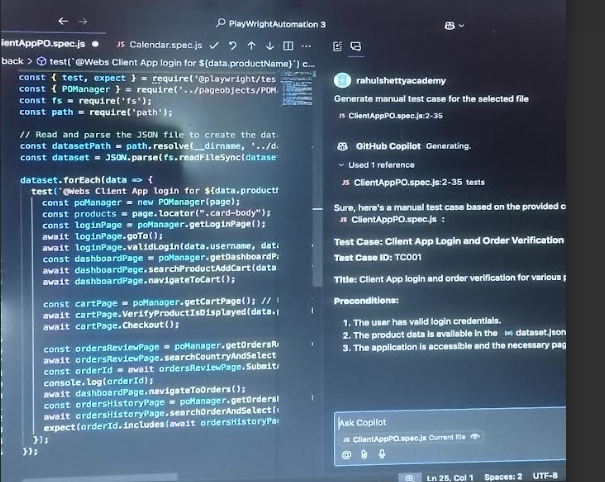 ← →
PlayWrightAutomation 3
ientAppPO.spec.js
JS Calendar.spec.js
back > test('@Webs Client App login for ${data.productName}') c...
const { test, expect } = require('@playwright/tes
const { POManager } = require('../pageobjects/POM
const fs = require('fs');
const path = require('path');
// Read and parse the JSON file to create the dat
const datasetPath = path.resolve(__dirname, '../d
const dataset = JSON.parse(fs.readFileSync(datase
dataset.forEach(data => {
test(`@Webs Client App login for ${data.product
const poManager = new POManager(page);
const products = page.locator(".card-body");
const loginPage = poManager.getLoginPage();
await loginPage.goTo();
await loginPage.validLogin(data.username, dat
const dashboardPage = poManager.getDashboardP
await dashboardPage.searchProductAddCart(data
await dashboardPage.navigateToCart();
const cartPage = poManager.getCartPage(); //
await cartPage.VerifyProductIsDisplayed(data.
await cartPage.Checkout();
const ordersReviewPage = poManager.getOrdersR
await ordersReviewPage.searchCountryAndSelect
const orderId = await ordersReviewPage.Submit
console.log(orderId);
await dashboardPage.navigateToOrders();
const ordersHistoryPage = poManager.getOrders
await ordersHistoryPage.searchOrderAndSelect(
expect(orderId.includes(await ordersHistoryPa
});
});
rahulshettyacademy
Generate manual test case for the selected file
JS ClientAppPO.spec.js:2-35
GitHub Copilot Generating.
Used 1 reference
JS ClientAppPO.spec.js:2-35 tests
Sure, here's a manual test case based on the provided c
JS ClientAppPO.spec.js :
Test Case: Client App Login and Order Verification
Test Case ID: TC001
Title: Client App login and order verification for various p
Preconditions:
1. The user has valid login credentials.
2. The product data is available in the dataset.json
3. The application is accessible and the necessary pag
Ask Copilot
JS ClientAppPO.spec.js Current file
@
Ln 25, Col 1 Spaces: 2 UTF-8